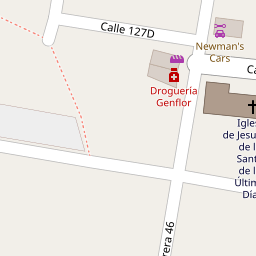 Calle 127D
Newman's
Cars
Ca
Drogueria
Genflor
Igles
de Jesu
de l
Sant
de l
Últim
Día
rera 46